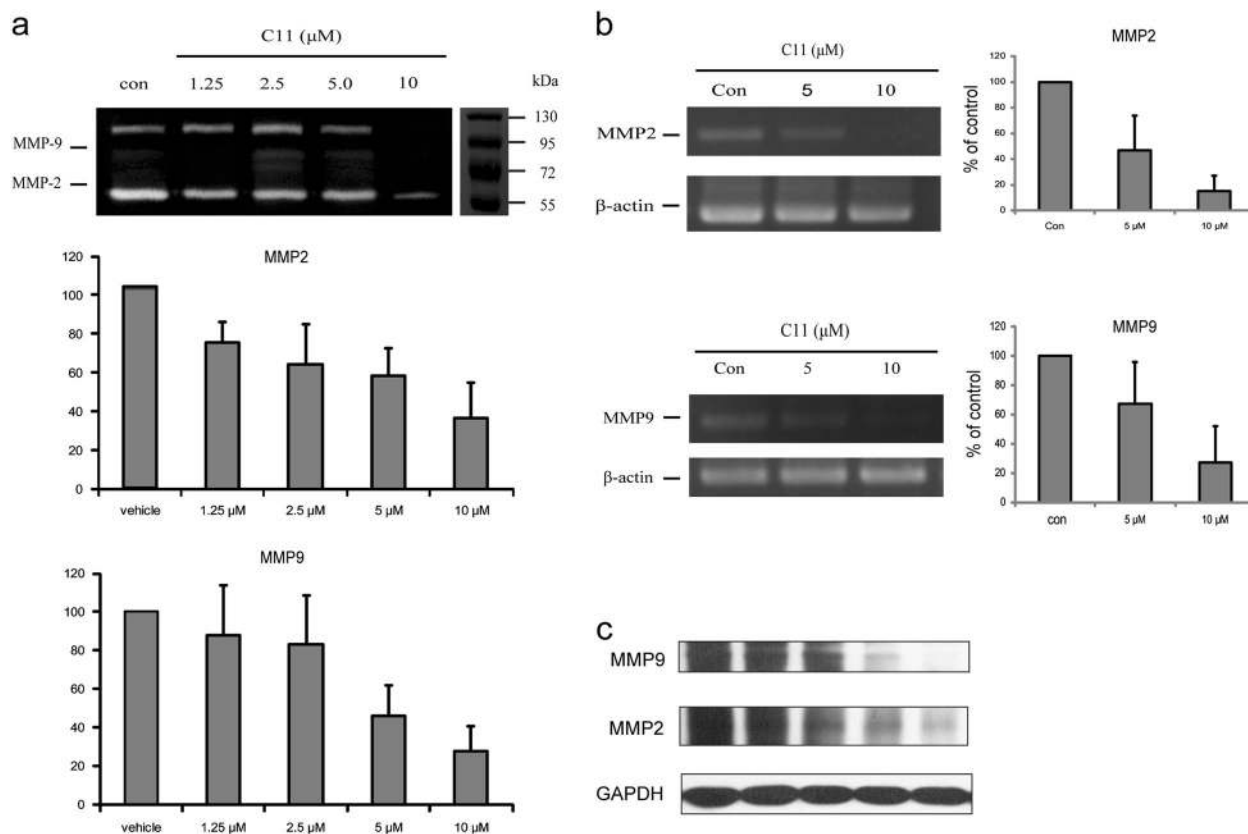 a
C11 (μM)
con 1.25 2.5 5.0 10 kDa
MMP-9
MMP-2
130
95
72
55
MMP2
120
100
80
60
40
20
0
vehicle 1.25 μM 2.5 μM 5 μM 10 μM
MMP9
120
100
80
60
40
20
0
vehicle 1.25 μM 2.5 μM 5 μM 10 μM
b
C11 (μM)
Con 5 10
MMP2
β-actin
MMP2
% of control
120
100
80
60
40
20
0
Con 5 μM 10 μM
C11 (μM)
Con 5 10
MMP9
β-actin
MMP9
% of control
120
100
80
60
40
20
0
con 5 μM 10 μM
c
MMP9
MMP2
GAPDH